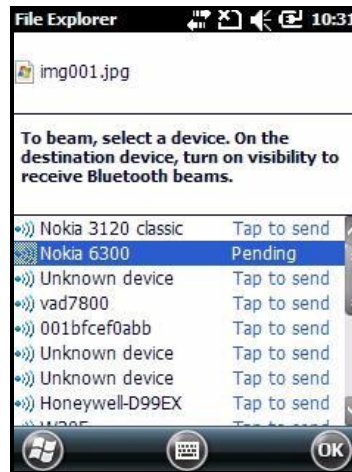 File Explorer 10:31
img001.jpg
To beam, select a device. On the
destination device, turn on visibility to
receive Bluetooth beams.
Nokia 3120 classic Tap to send
Nokia 6300 Pending
Unknown device Tap to send
vad7800 Tap to send
001bfcef0abb Tap to send
Unknown device Tap to send
Unknown device Tap to send
Honeywell-D99EX Tap to send
OK